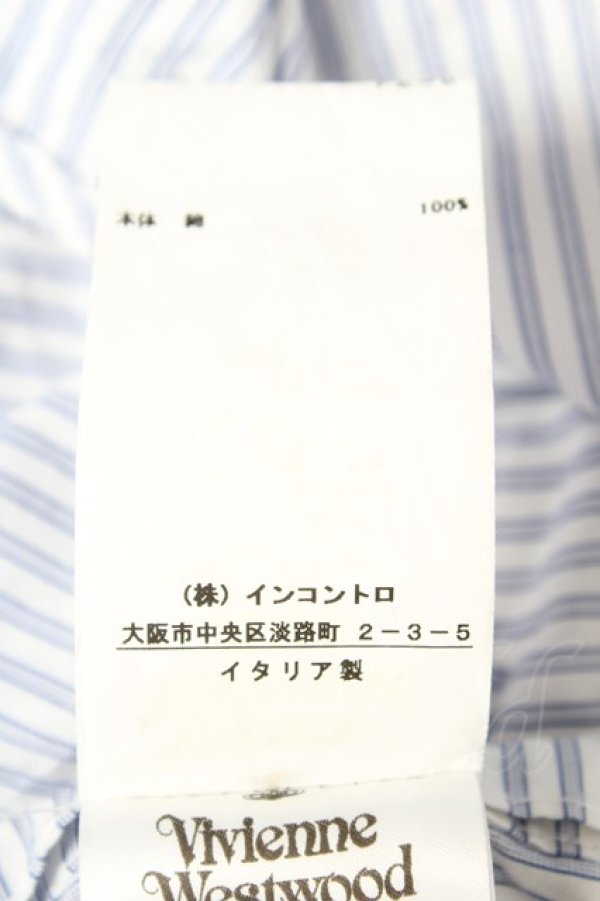 本体 綿 100%
(株) インコントロ
大阪市中央区淡路町 2-3-5
イタリア製
Vivienne
Westwood